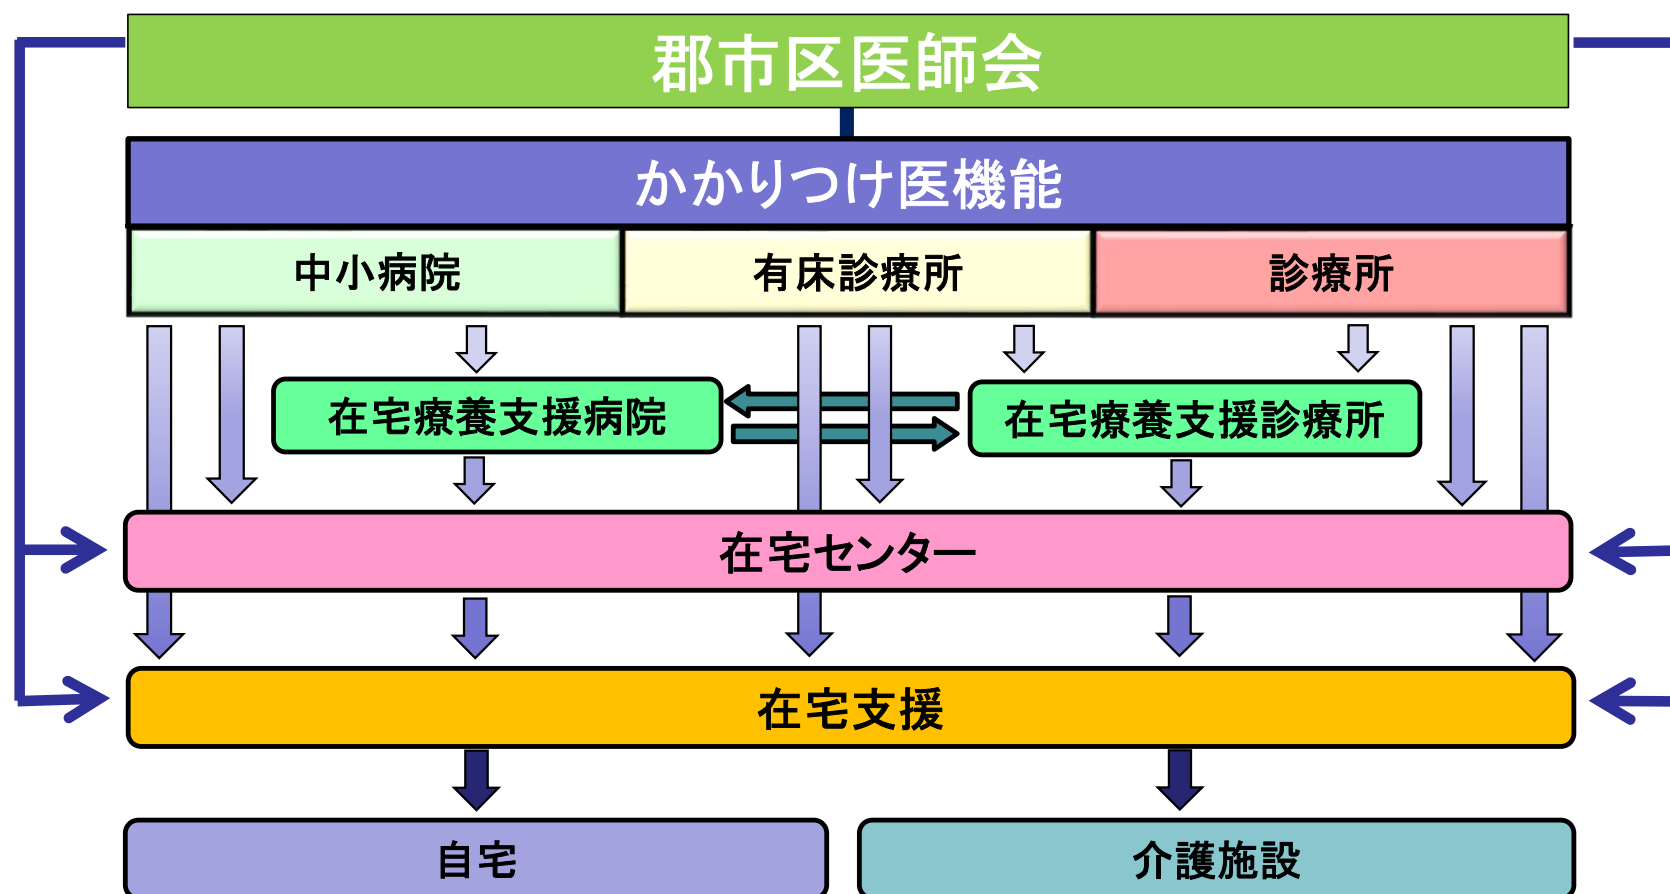 郡市区医師会
かかりつけ医機能
中小病院
有床診療所
診療所
在宅療養支援病院
在宅療養支援診療所
在宅センター
在宅支援
自宅
介護施設